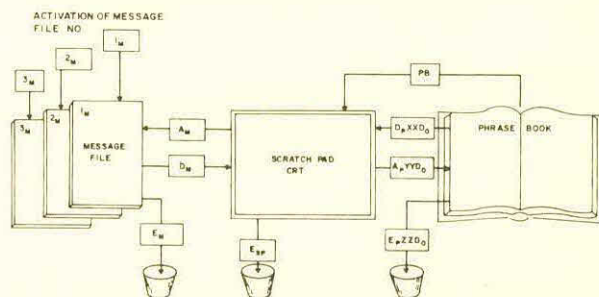 ACTIVATION OF MESSAGE
FILE NO
1M
2M
3M
PB
1M
2M
3M
MESSAGE
FILE
AM
DM
SCRATCH PAD
CRT
DPXXDO
APYYDO
PHRASE BOOK
EM
ESP
EPZZDO